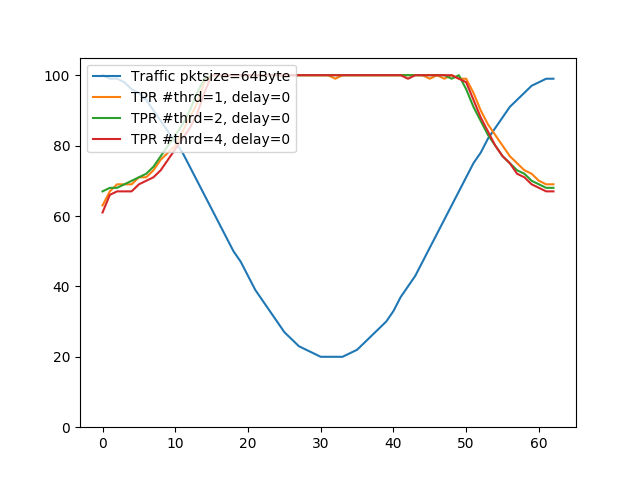 100
80
60
40
20
0
0 10 20 30 40 50 60
Traffic pktsize=64Byte
TPR #thrd=1, delay=0
TPR #thrd=2, delay=0
TPR #thrd=4, delay=0